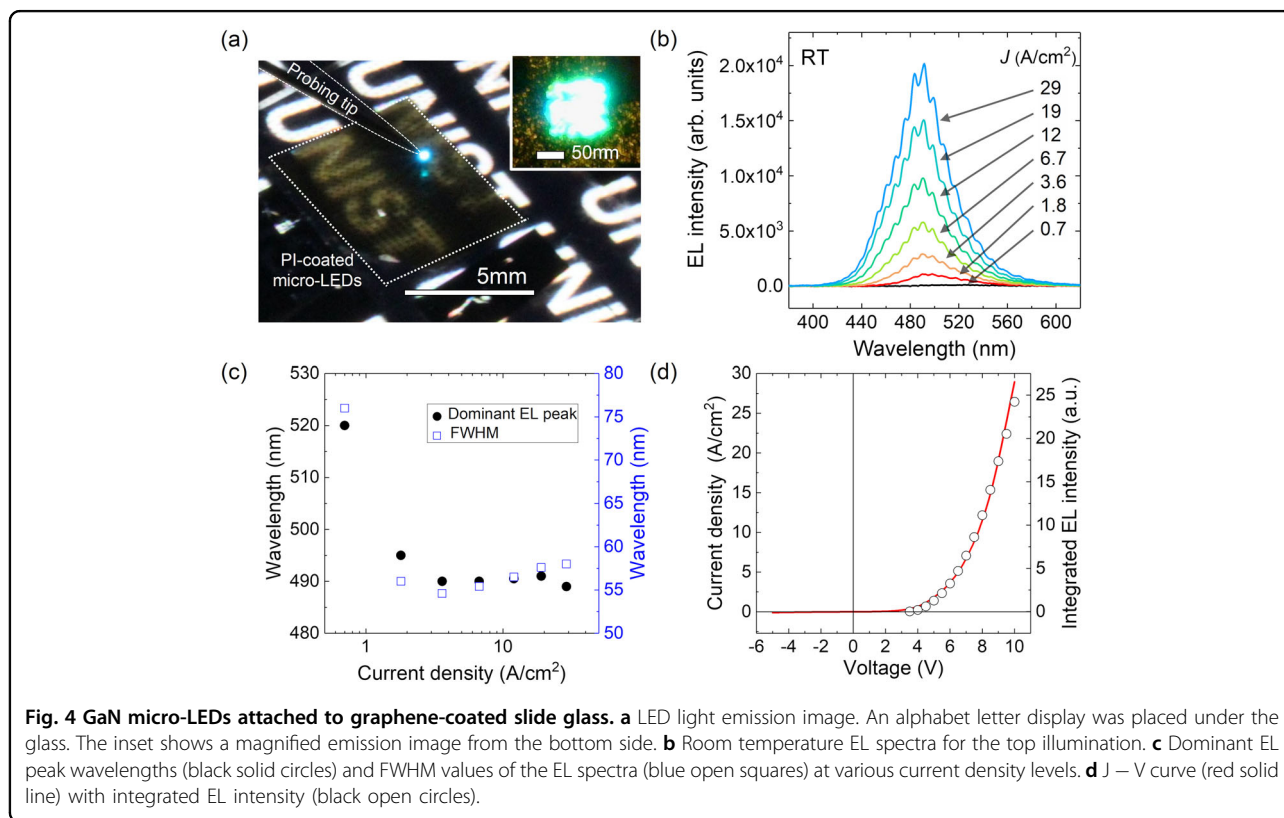 (a)
Probing tip
50nm
UNIST
PI-coated
micro-LEDs
5mm
(b)
RT
J (A/cm²)
29
19
12
6.7
3.6
1.8
0.7
2.0x10⁴
1.5x10⁴
1.0x10⁴
5.0x10³
0.0
EL intensity (arb. units)
400 440 480 520 560 600
Wavelength (nm)
(c)
530
520
510
500
490
480
Wavelength (nm)
Dominant EL peak
FWHM
80
75
70
65
60
55
50
Wavelength (nm)
1 10
Current density (A/cm²)
(d)
30
25
20
15
10
5
0
Current density (A/cm²)
25
20
15
10
5
0
Integrated EL intensity (a.u.)
-6 -4 -2 0 2 4 6 8 10
Voltage (V)
Fig. 4 GaN micro-LEDs attached to graphene-coated slide glass. a LED light emission image. An alphabet letter display was placed under the
glass. The inset shows a magnified emission image from the bottom side. b Room temperature EL spectra for the top illumination. c Dominant EL
peak wavelengths (black solid circles) and FWHM values of the EL spectra (blue open squares) at various current density levels. d J − V curve (red solid
line) with integrated EL intensity (black open circles).